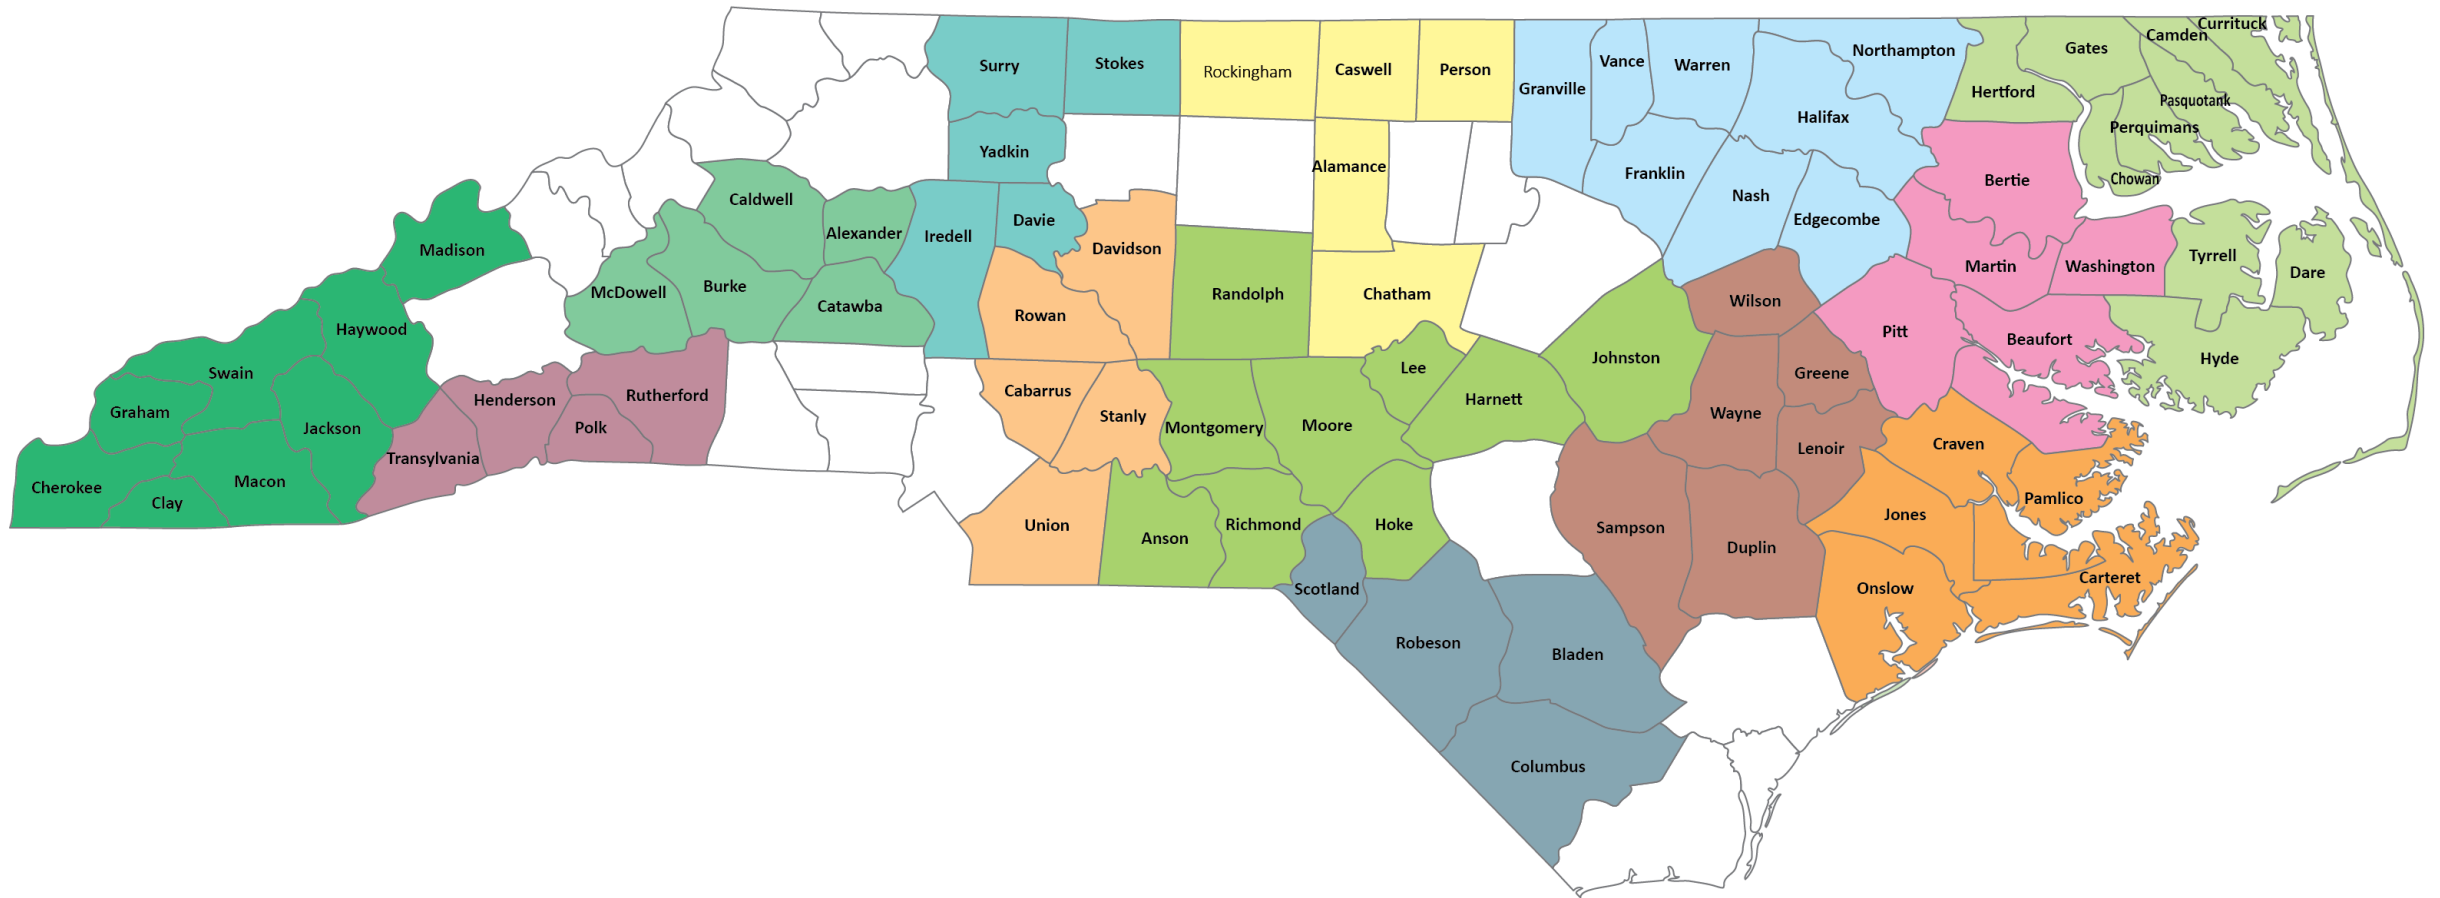 Currituck
Camden
Gates
Northampton
Surry
Stokes
Rockingham
Caswell
Person
Granville
Vance
Warren
Halifax
Hertford
Pasquotank
Perquimans
Chowan
Yadkin
Alamance
Franklin
Nash
Edgecombe
Bertie
Caldwell
Alexander
Iredell
Davie
Davidson
Madison
McDowell
Burke
Catawba
Rowan
Randolph
Chatham
Wilson
Martin
Washington
Tyrrell
Dare
Haywood
Johnston
Pitt
Beaufort
Hyde
Swain
Graham
Jackson
Henderson
Rutherford
Polk
Transylvania
Cabarrus
Stanly
Montgomery
Moore
Lee
Harnett
Wayne
Greene
Lenoir
Craven
Pamlico
Cherokee
Clay
Macon
Union
Anson
Richmond
Hoke
Sampson
Duplin
Jones
Onslow
Carteret
Scotland
Robeson
Bladen
Columbus